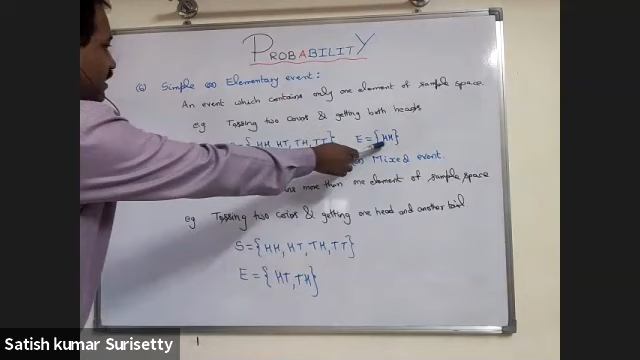 PROBABILITY
(6) Simple (or) Elementary event:
An event which contains only one element of sample space.
eg Tossing two coins & getting both heads
= { HH, HT, TH, TT } E = {HH}
Mixed event.
more than one element of sample space
eg Tossing two coins & getting one head and another tail
S = {HH, HT, TH, TT}
E = { HT, TH}
Satish kumar Surisetty